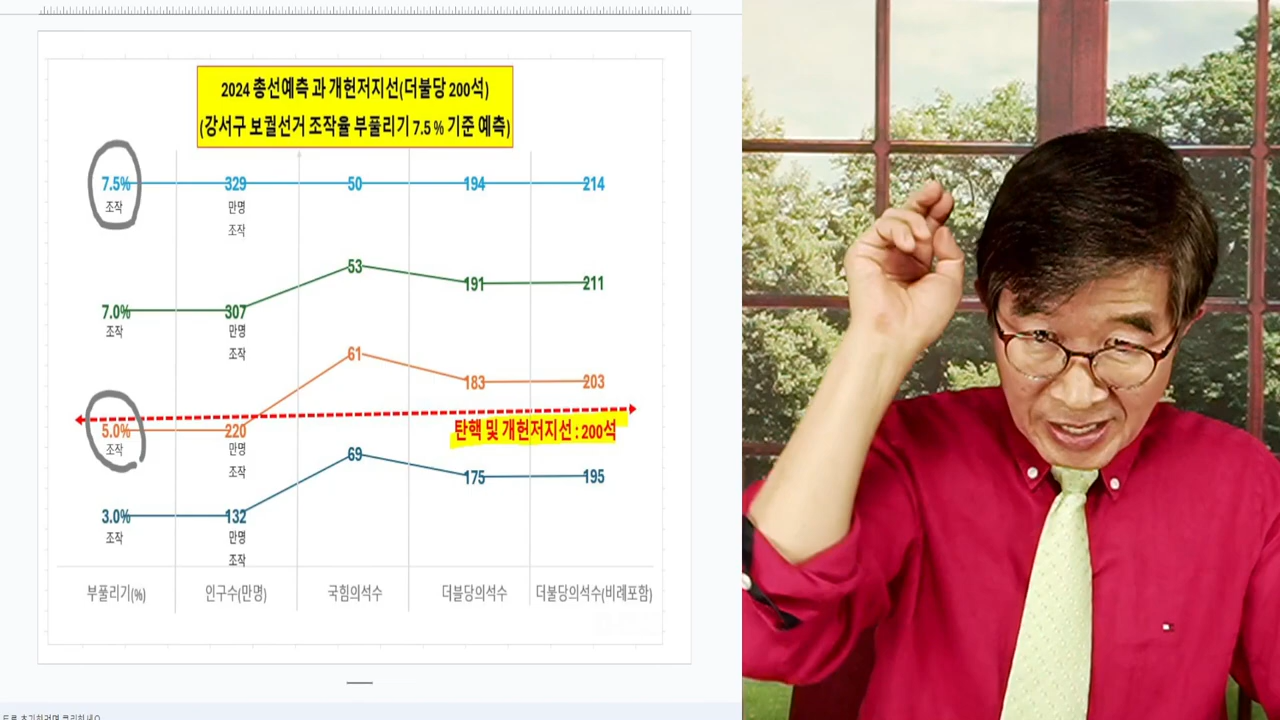 2024 총선예측 과 개헌저지선(더불당 200석)
(강서구 보궐선거 조작율 부풀리기 7.5 % 기준 예측)
7.5% 329 50 194 214
조작 만명
조작
53
191 211
7.0% 307
조작 만명
조작
61
183 203
5.0% 220 탄핵 및 개헌저지선 : 200석
조작 만명
조작
69
175 195
3.0% 132
조작 만명
조작
부풀리기(%) 인구수(만명) 국힘의석수 더블당의석수 더불당의석수(비례포함)